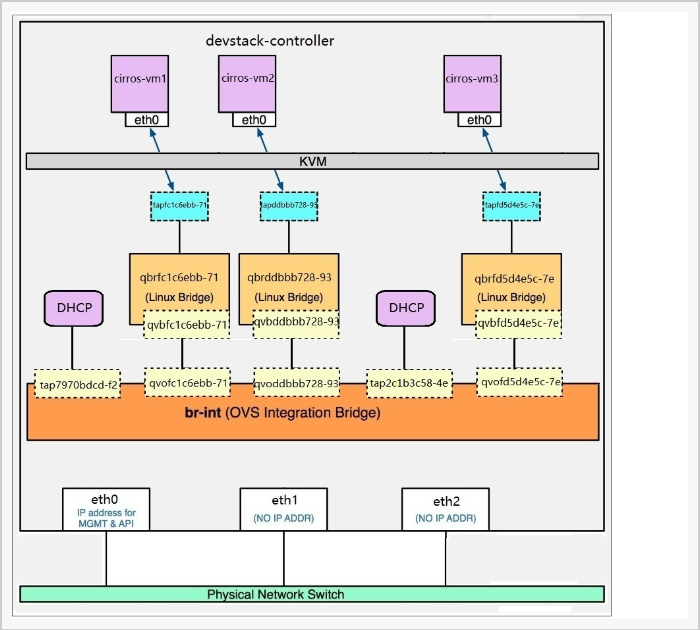 devstack-controller
cirros-vm1
cirros-vm2
cirros-vm3
eth0
eth0
eth0
KVM
tapfc1c6ebb-71
tapddbbb728-93
tapfd5d4e5c-7e
qbrfc1c6ebb-71
(Linux Bridge)
qbrddbbb728-93
(Linux Bridge)
qbrfd5d4e5c-7e
(Linux Bridge)
DHCP
DHCP
qvbfc1c6ebb-71
qvbddbbb728-93
qvbfd5d4e5c-7e
tap7970bdcd-f2
qvofc1c6ebb-71
qvoddbbb728-93
tap2c1b3c58-4e
qvofd5d4e5c-7e
br-int (OVS Integration Bridge)
eth0
IP address for
MGMT & API
eth1
(NO IP ADDR)
eth2
(NO IP ADDR)
Physical Network Switch